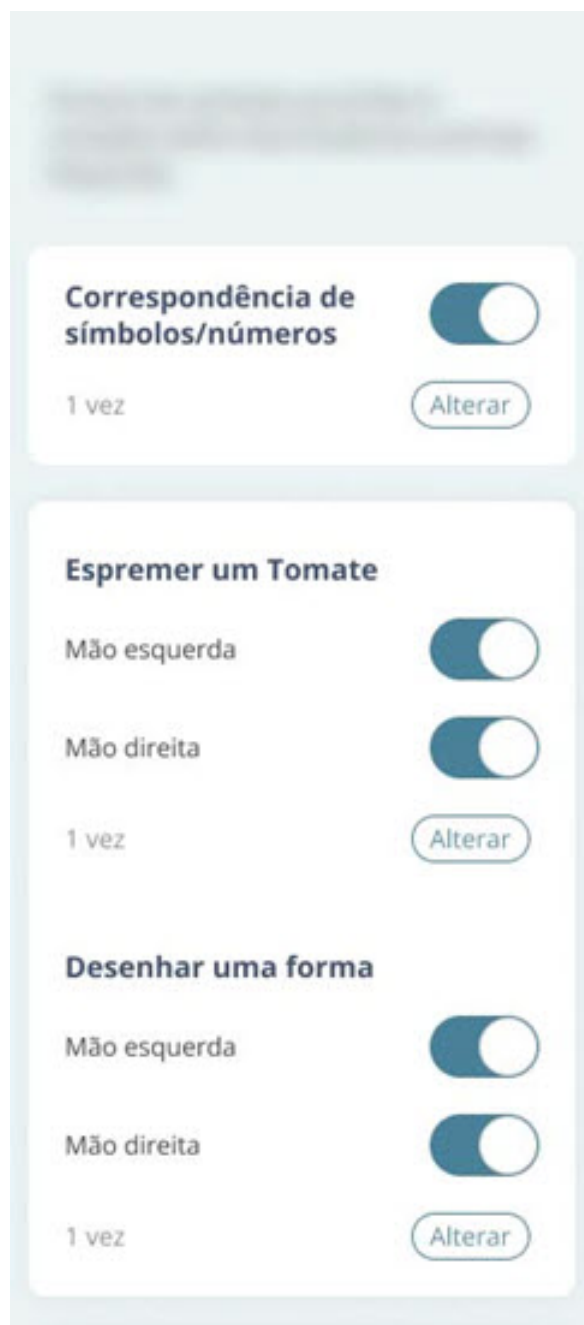 Correspondência de
símbolos/números
1 vez
Alterar
Espremer um Tomate
Mão esquerda
Mão direita
1 vez
Alterar
Desenhar uma forma
Mão esquerda
Mão direita
1 vez
Alterar